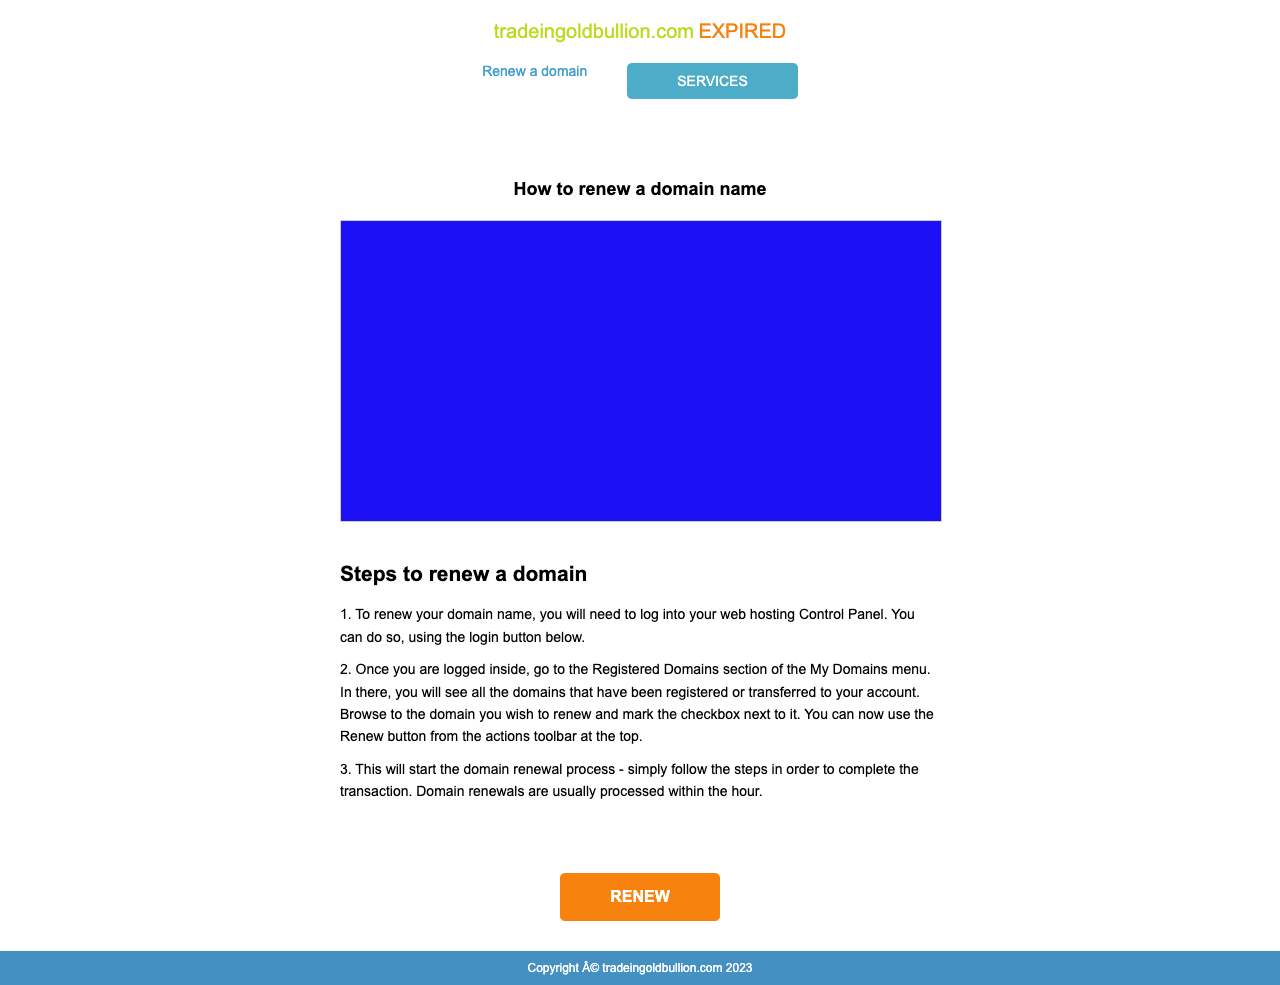 tradeingoldbullion.com EXPIRED
Renew a domain
SERVICES
How to renew a domain name
Steps to renew a domain
1. To renew your domain name, you will need to log into your web hosting Control Panel. You
can do so, using the login button below.
2. Once you are logged inside, go to the Registered Domains section of the My Domains menu.
In there, you will see all the domains that have been registered or transferred to your account.
Browse to the domain you wish to renew and mark the checkbox next to it. You can now use the
Renew button from the actions toolbar at the top.
3. This will start the domain renewal process - simply follow the steps in order to complete the
transaction. Domain renewals are usually processed within the hour.
RENEW
Copyright Â© tradeingoldbullion.com 2023